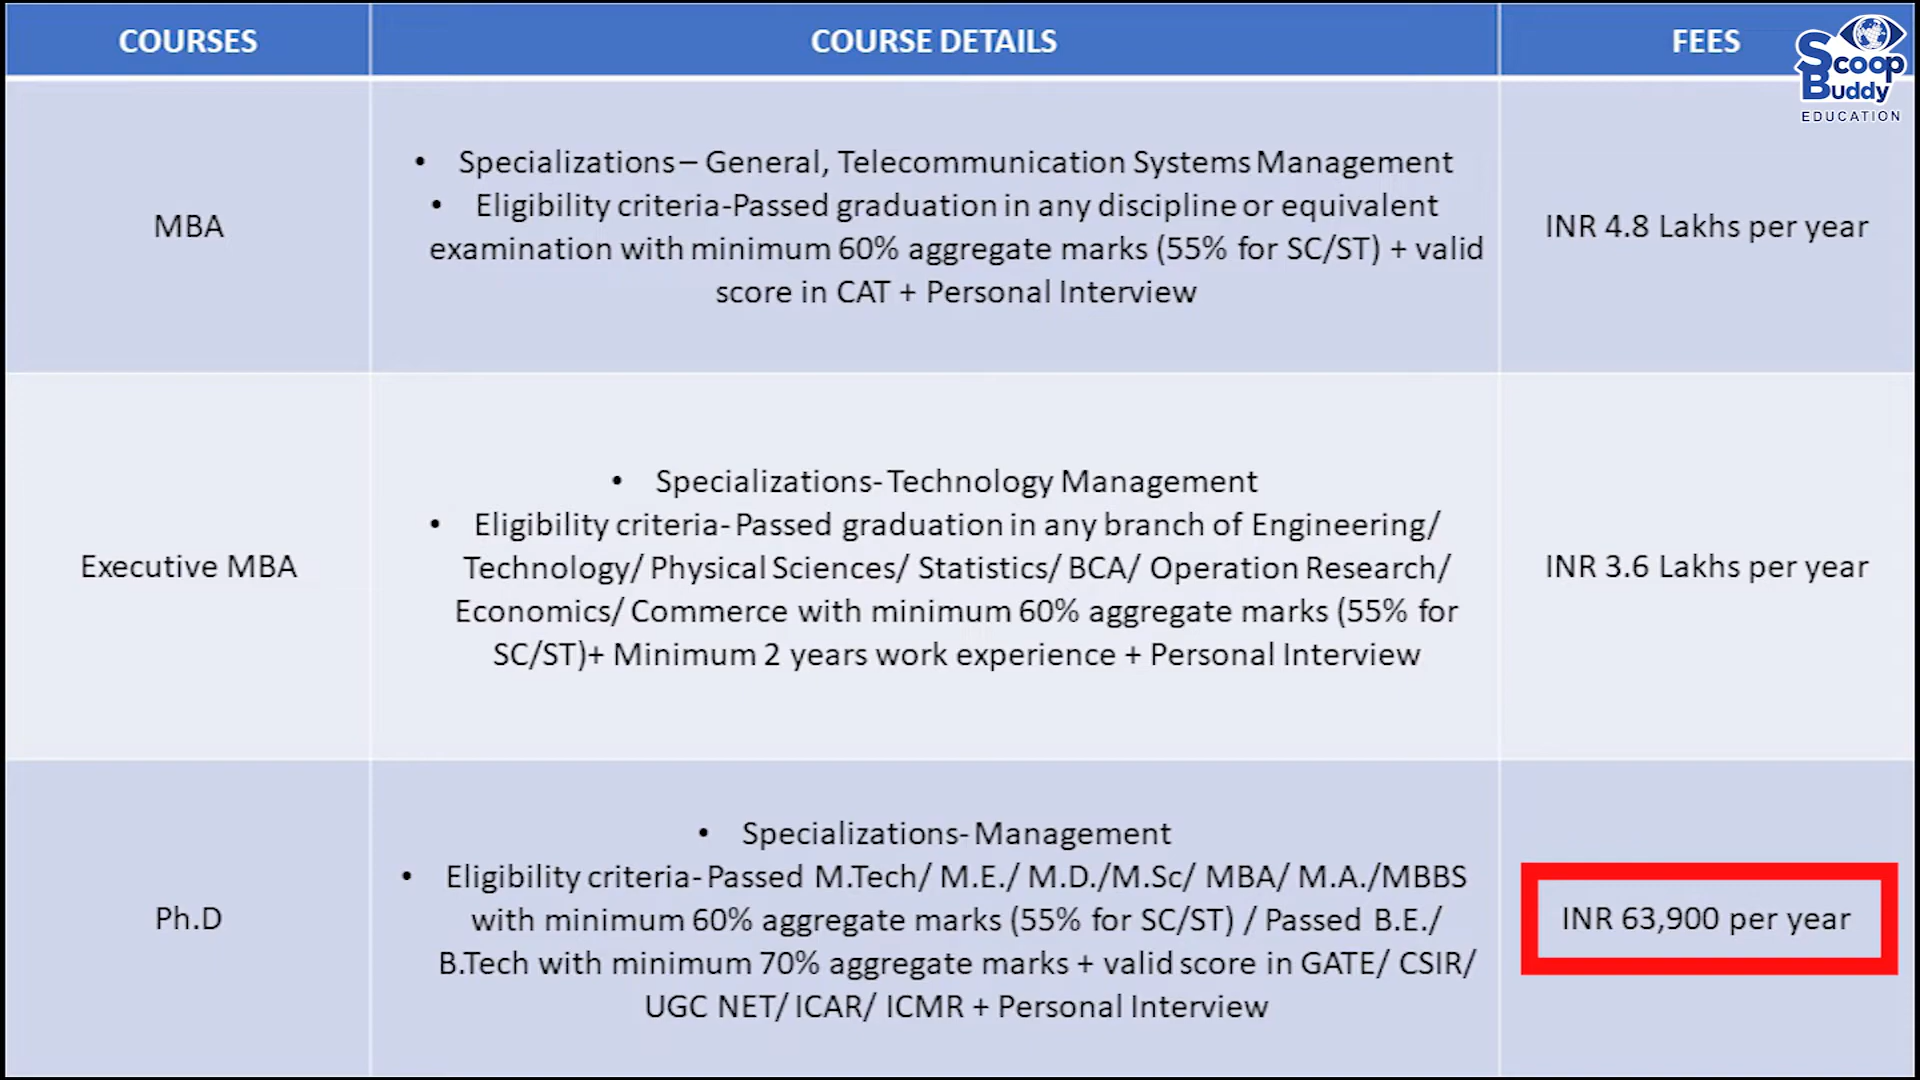 COURSES
COURSE DETAILS
FEES
Scoop
Buddy
EDUCATION
MBA
• Specializations – General, Telecommunication Systems Management
• Eligibility criteria-Passed graduation in any discipline or equivalent
examination with minimum 60% aggregate marks (55% for SC/ST) + valid
score in CAT + Personal Interview
INR 4.8 Lakhs per year
Executive MBA
• Specializations- Technology Management
• Eligibility criteria- Passed graduation in any branch of Engineering/
Technology/ Physical Sciences/ Statistics/ BCA/ Operation Research/
Economics/ Commerce with minimum 60% aggregate marks (55% for
SC/ST)+ Minimum 2 years work experience + Personal Interview
INR 3.6 Lakhs per year
Ph.D
• Specializations- Management
• Eligibility criteria- Passed M.Tech/ M.E./ M.D./M.Sc/ MBA/ M.A./MBBS
with minimum 60% aggregate marks (55% for SC/ST) / Passed B.E./
B.Tech with minimum 70% aggregate marks + valid score in GATE/ CSIR/
UGC NET/ ICAR/ ICMR + Personal Interview
INR 63,900 per year